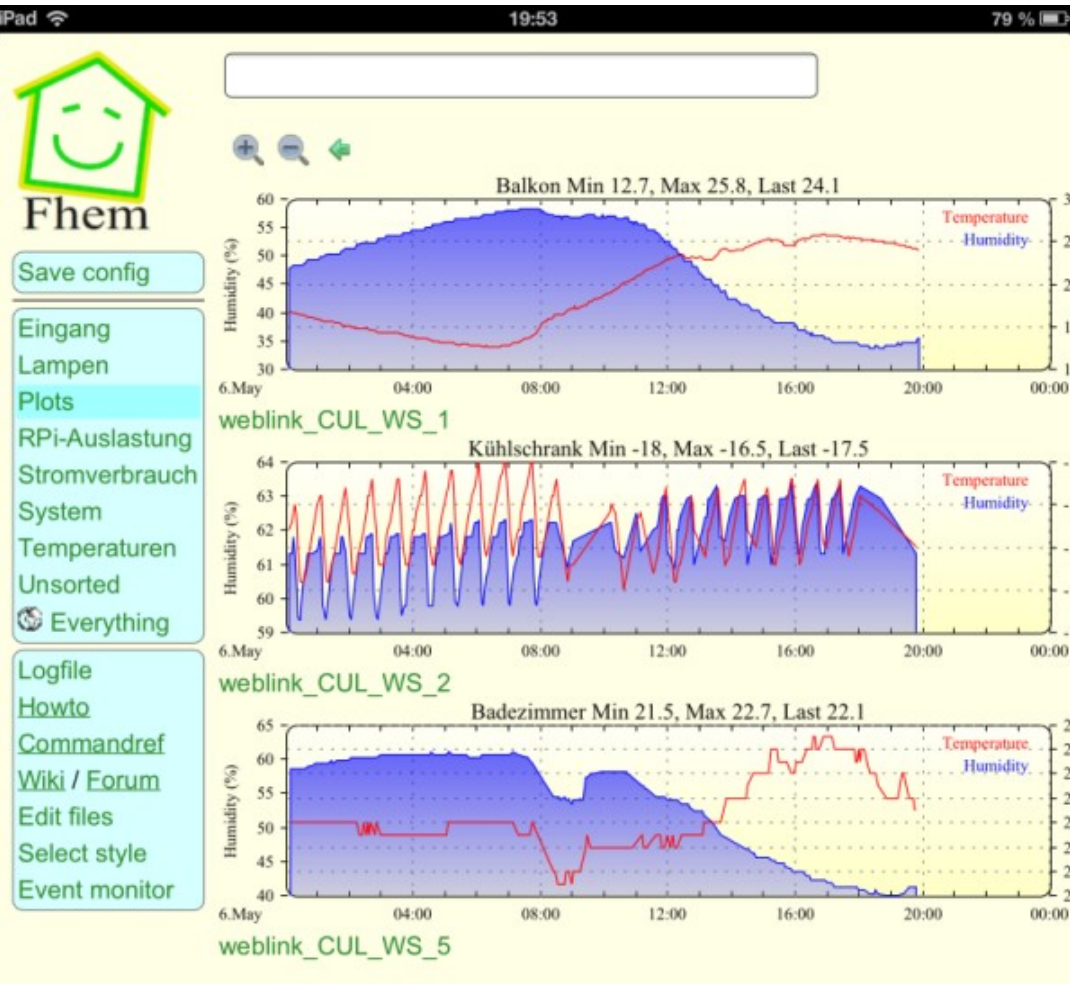 iPad 19:53 79 %
Fhem
Save config
Eingang
Lampen
Plots
RPi-Auslastung
Stromverbrauch
System
Temperaturen
Unsorted
Everything
Logfile
Howto
Commandref
Wiki / Forum
Edit files
Select style
Event monitor
Balkon Min 12.7, Max 25.8, Last 24.1
Temperature
Humidity
Humidity (%)
60
55
50
45
40
35
30
6.May 04:00 08:00 12:00 16:00 20:00 00:00
weblink_CUL_WS_1
Kühlschrank Min -18, Max -16.5, Last -17.5
Temperature
Humidity
Humidity (%)
64
63
62
61
60
59
6.May 04:00 08:00 12:00 16:00 20:00 00:00
weblink_CUL_WS_2
Badezimmer Min 21.5, Max 22.7, Last 22.1
Temperature
Humidity
Humidity (%)
65
60
55
50
45
40
6.May 04:00 08:00 12:00 16:00 20:00 00:00
weblink_CUL_WS_5